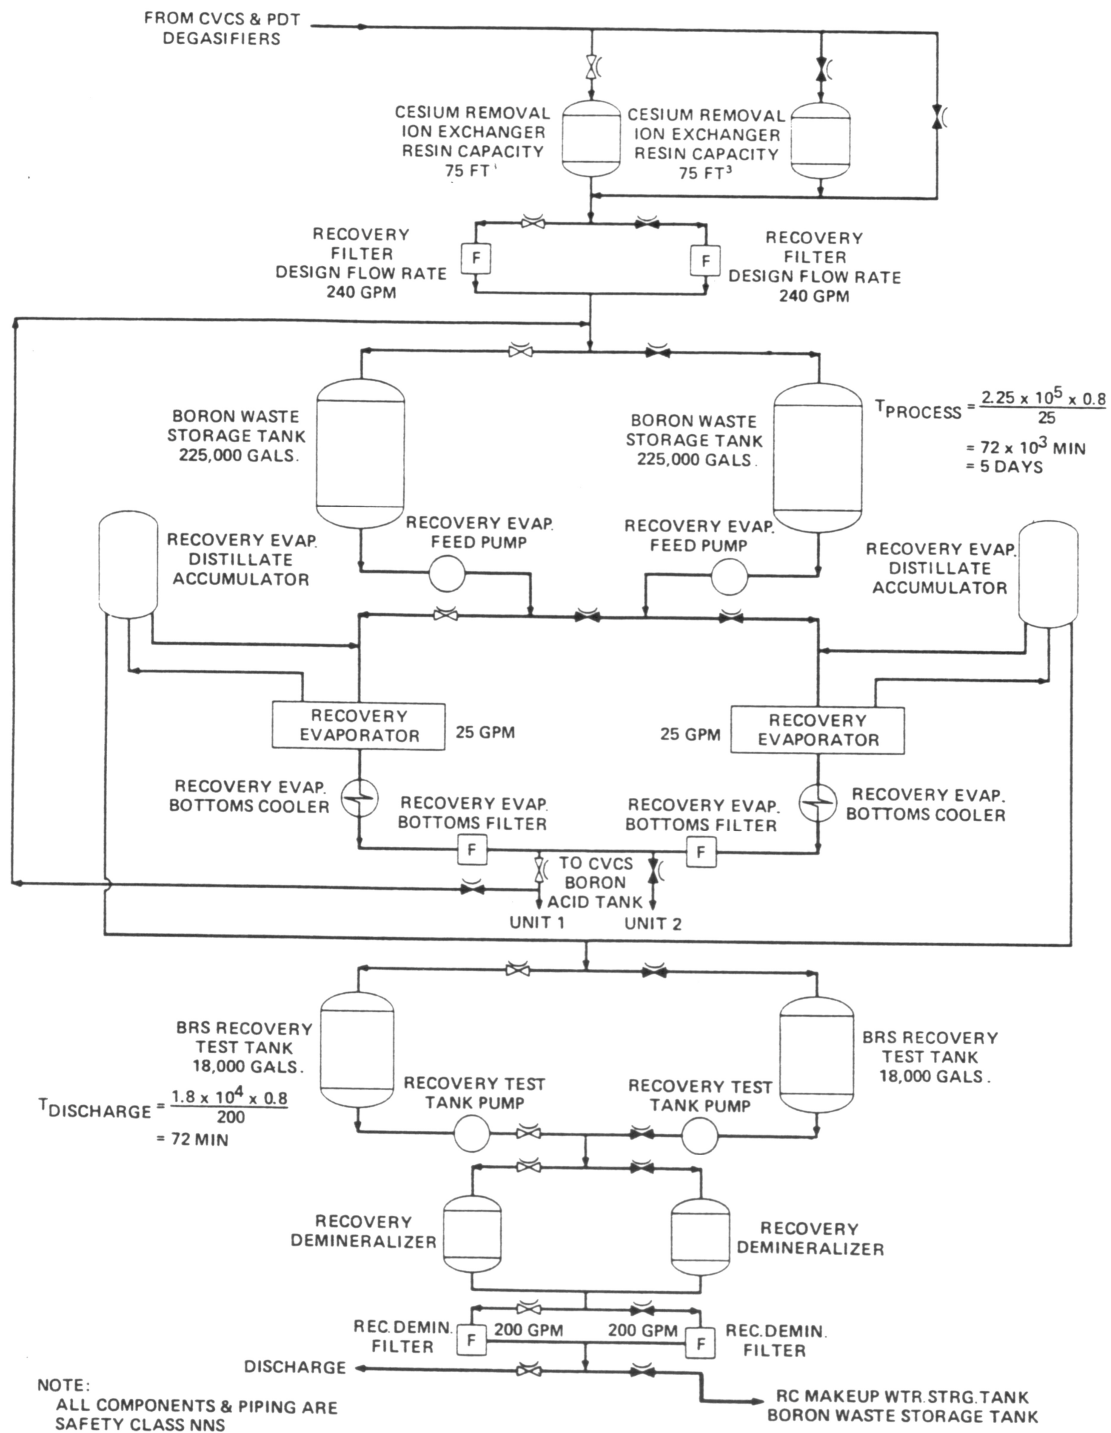 FROM CVCS & PDT
DEGASIFIERS
CESIUM REMOVAL
ION EXCHANGER
RESIN CAPACITY
75 FT
CESIUM REMOVAL
ION EXCHANGER
RESIN CAPACITY
75 FT³
RECOVERY
FILTER
DESIGN FLOW RATE
240 GPM
F
F
RECOVERY
FILTER
DESIGN FLOW RATE
240 GPM
BORON WASTE
STORAGE TANK
225,000 GALS.
BORON WASTE
STORAGE TANK
225,000 GALS.
T PROCESS = 2.25 x 10⁵ x 0.8 / 25
= 72 x 10³ MIN
= 5 DAYS
RECOVERY EVAP.
DISTILLATE
ACCUMULATOR
RECOVERY EVAP.
FEED PUMP
RECOVERY EVAP.
FEED PUMP
RECOVERY EVAP.
DISTILLATE
ACCUMULATOR
RECOVERY
EVAPORATOR
25 GPM
25 GPM
RECOVERY
EVAPORATOR
RECOVERY EVAP.
BOTTOMS COOLER
RECOVERY EVAP.
BOTTOMS FILTER
RECOVERY EVAP.
BOTTOMS FILTER
RECOVERY EVAP.
BOTTOMS COOLER
F
F
TO CVCS
BORON
ACID TANK
UNIT 1
UNIT 2
BRS RECOVERY
TEST TANK
18,000 GALS.
BRS RECOVERY
TEST TANK
18,000 GALS.
T DISCHARGE = 1.8 x 10⁴ x 0.8 / 200
= 72 MIN
RECOVERY TEST
TANK PUMP
RECOVERY TEST
TANK PUMP
RECOVERY
DEMINERALIZER
RECOVERY
DEMINERALIZER
REC.DEMIN.
FILTER
F
200 GPM
200 GPM
F
REC.DEMIN.
FILTER
DISCHARGE
RC MAKEUP WTR.STRG.TANK
BORON WASTE STORAGE TANK
NOTE:
ALL COMPONENTS & PIPING ARE
SAFETY CLASS NNS